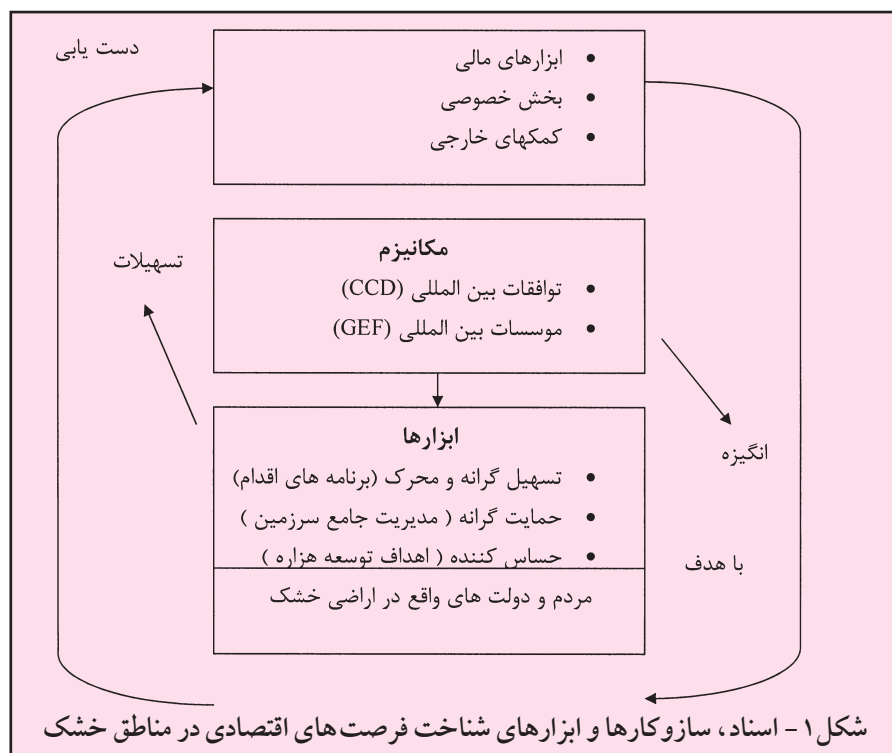 دست یابی
• ابزارهای مالی
• بخش خصوصی
• کمکهای خارجی
مکانیزم
• توافقات بین المللی (CCD)
• موسسات بین المللی (GEF)
تسهیلات
انگیزه
ابزارها
• تسهیل گرانه و محرک (برنامه های اقدام)
• حمایت گرانه ( مدیریت جامع سرزمین )
• حساس کننده ( اهداف توسعه هزاره )
با هدف
مردم و دولت های واقع در اراضی خشک
شکل۱ - اسناد، سازوکارها و ابزارهای شناخت فرصت‌های اقتصادی در مناطق خشک